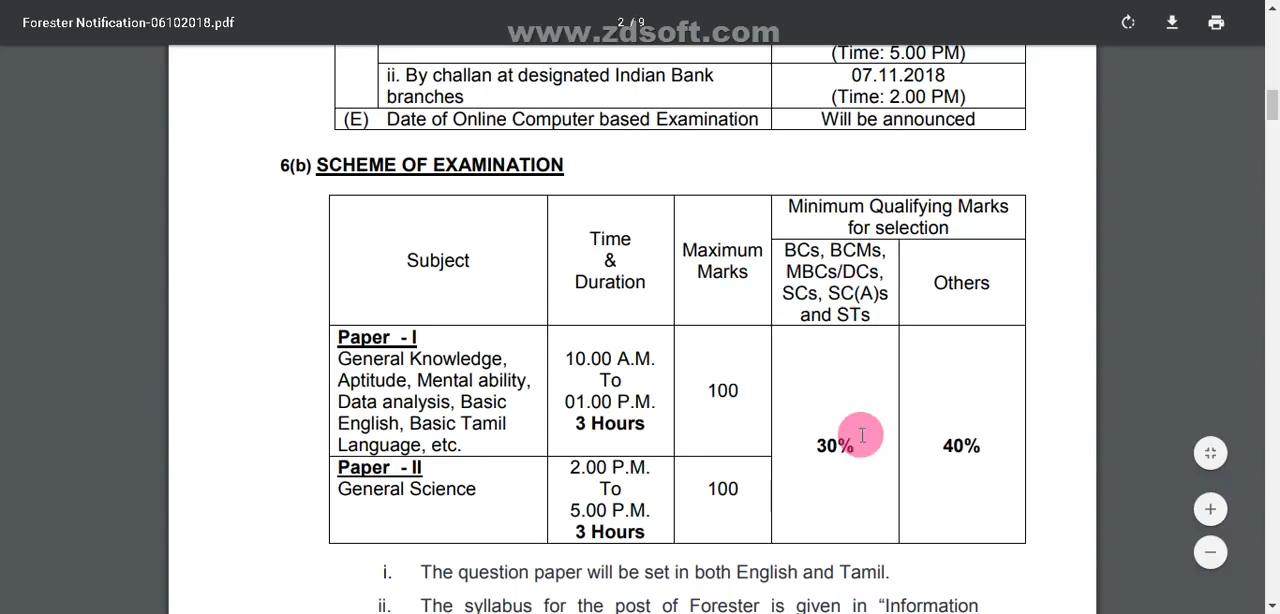 Forester Notification-06102018.pdf
2 / 9
www.zdsoft.com
(Time: 5.00 PM)
ii. By challan at designated Indian Bank
branches
07.11.2018
(Time: 2.00 PM)
(E) Date of Online Computer based Examination
Will be announced
6(b) SCHEME OF EXAMINATION
Subject
Time
&
Duration
Maximum
Marks
Minimum Qualifying Marks
for selection
BCs, BCMs,
MBCs/DCs,
SCs, SC(A)s
and STs
Others
Paper - I
General Knowledge,
Aptitude, Mental ability,
Data analysis, Basic
English, Basic Tamil
Language, etc.
10.00 A.M.
To
01.00 P.M.
3 Hours
100
30%
40%
Paper - II
General Science
2.00 P.M.
To
5.00 P.M.
3 Hours
100
i. The question paper will be set in both English and Tamil.
ii. The syllabus for the post of Forester is given in “Information